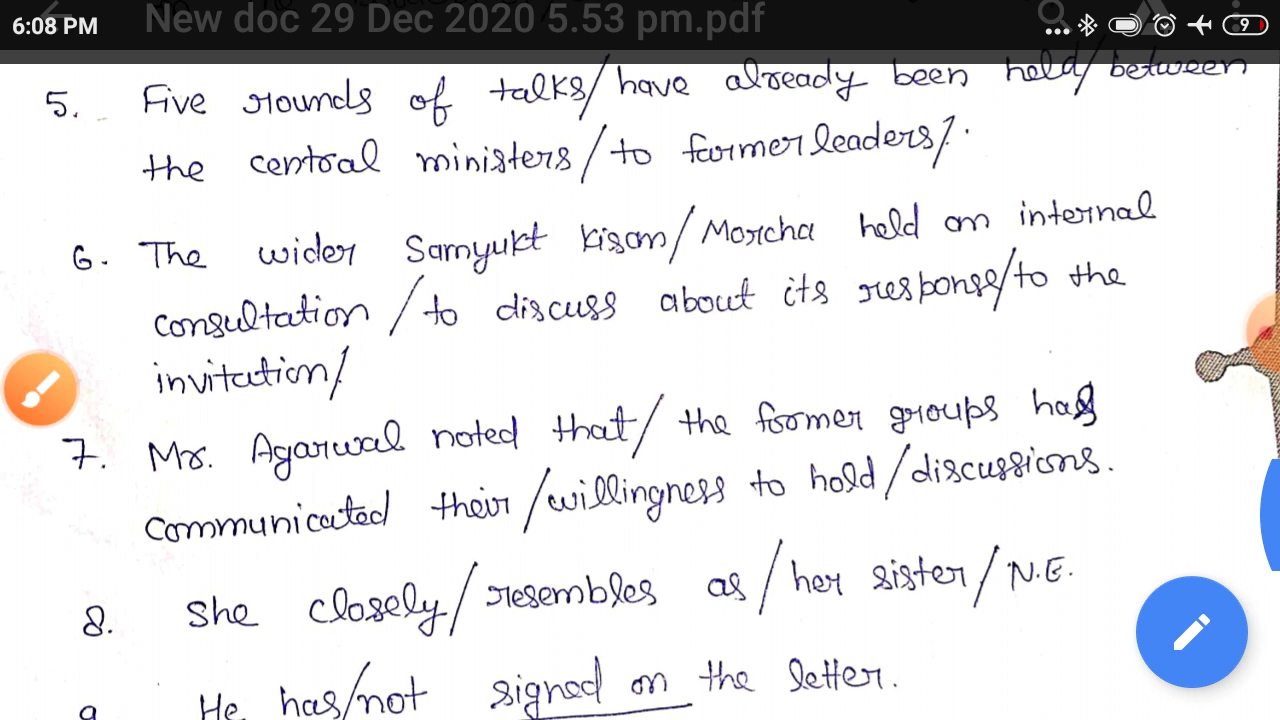 6:08 PM
New doc 29 Dec 2020 5.53 pm.pdf
9
5. Five rounds of talks/have already been held/between
the central ministers/to farmer leaders/.
6. The wider Samyukt Kisan/Morcha held an internal
consultation/to discuss about its response/to the
invitation/
7. Mr. Agarwal noted that/the farmer groups has
communicated their/willingness to hold/discussions.
8. She closely/resembles as/her sister/N.E.
9 He has/not signed on the letter.